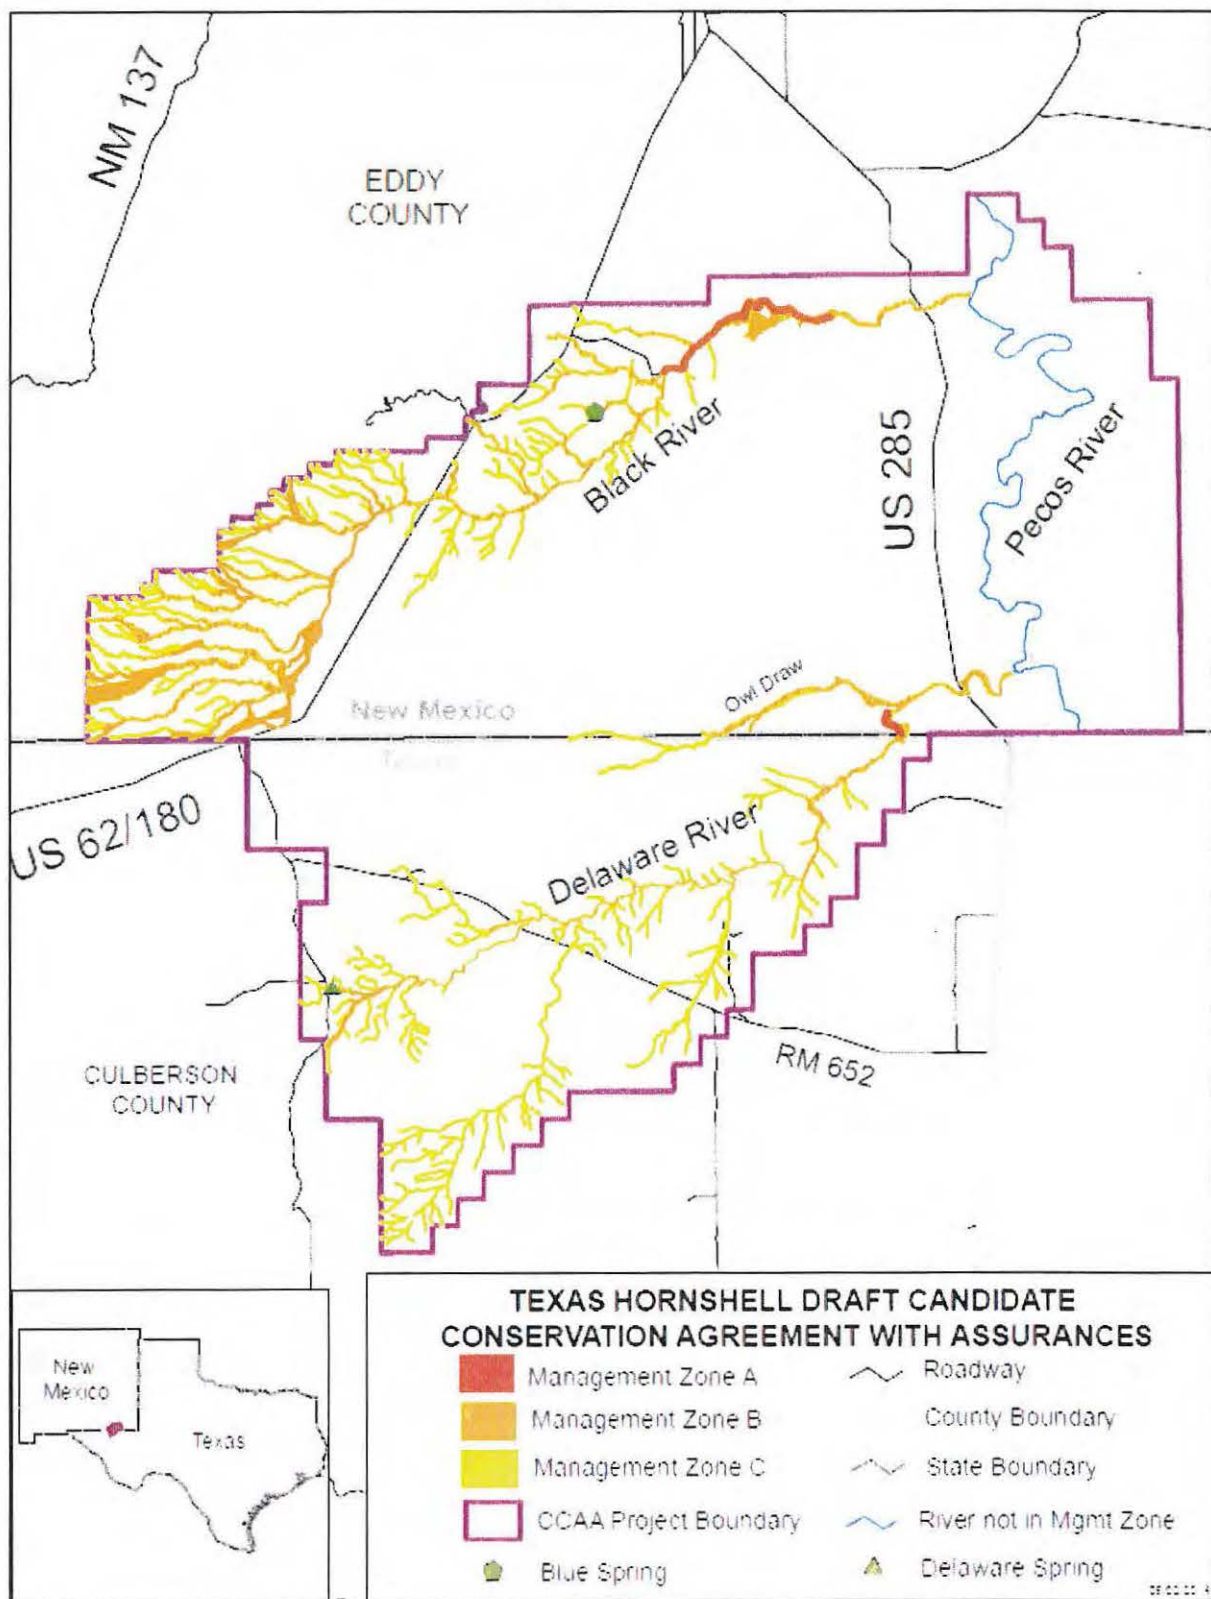 NM 137
EDDY
COUNTY
Black River
US 285
Pecos River
Owl Draw
New Mexico
Texas
US 62/180
Delaware River
RM 652
CULBERSON
COUNTY
New
Mexico
Texas
TEXAS HORNSHELL DRAFT CANDIDATE
CONSERVATION AGREEMENT WITH ASSURANCES
Management Zone A
Roadway
Management Zone B
County Boundary
Management Zone C
State Boundary
CCAA Project Boundary
River not in Mgmt Zone
Blue Spring
Delaware Spring